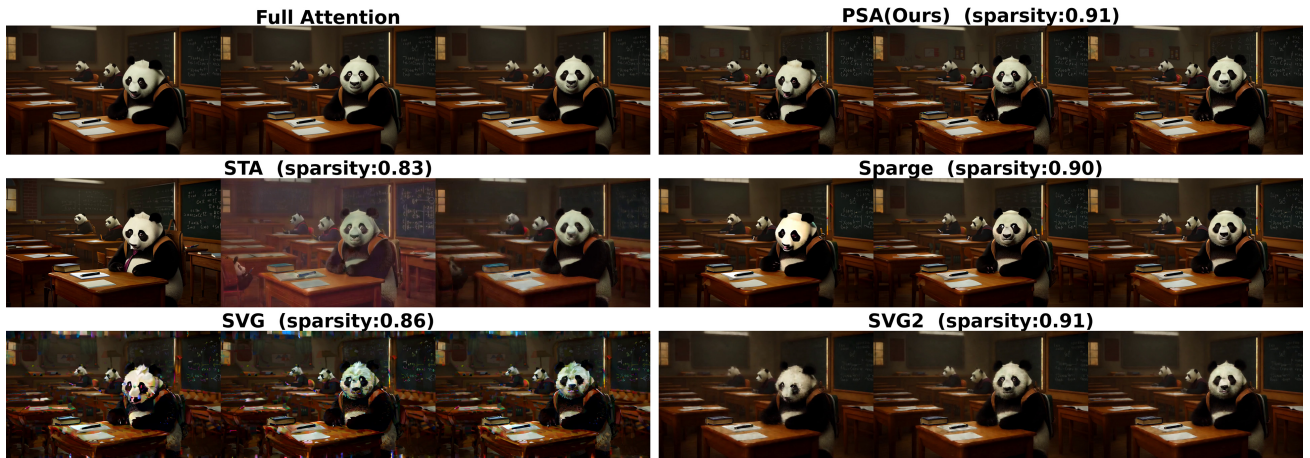 Full Attention
PSA(Ours) (sparsity:0.91)
STA (sparsity:0.83)
Sparge (sparsity:0.90)
SVG (sparsity:0.86)
SVG2 (sparsity:0.91)